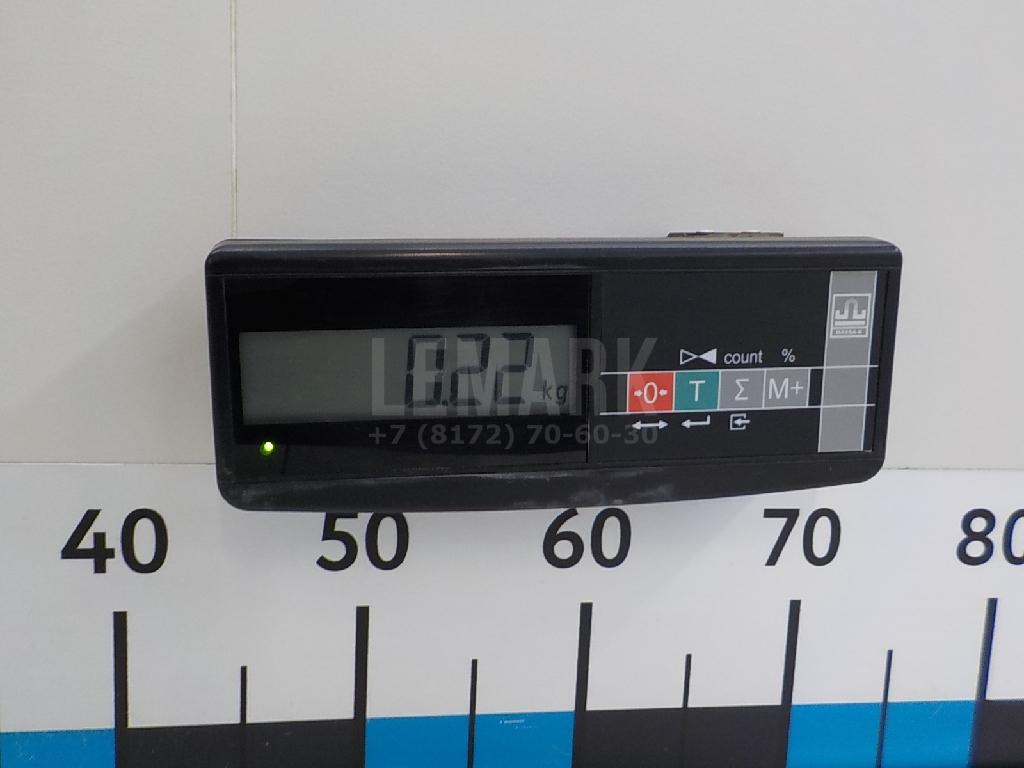 count %
0.22 kg
LEMARK
→0← T Σ M+
+7 (8172) 70-60-30
40 50 60 70 80